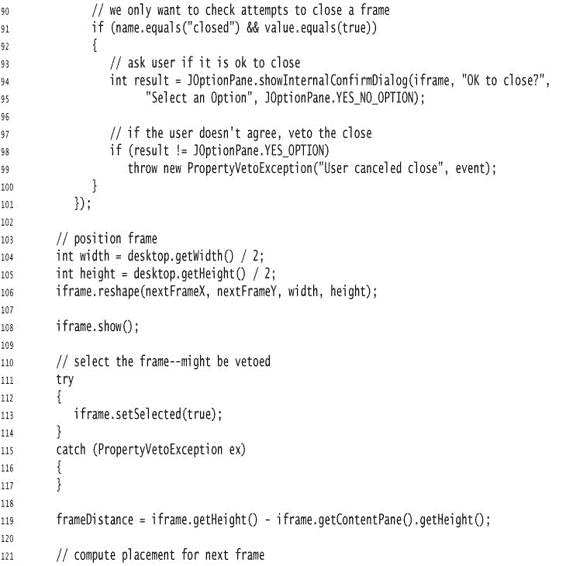 90 // we only want to check attempts to close a frame
91 if (name.equals("closed") && value.equals(true))
92 {
93 // ask user if it is ok to close
94 int result = JOptionPane.showInternalConfirmDialog(iframe, "OK to close?",
95 "Select an Option", JOptionPane.YES_NO_OPTION);
96
97 // if the user doesn't agree, veto the close
98 if (result != JOptionPane.YES_OPTION)
99 throw new PropertyVetoException("User canceled close", event);
100 }
101 });
102
103 // position frame
104 int width = desktop.getWidth() / 2;
105 int height = desktop.getHeight() / 2;
106 iframe.reshape(nextFrameX, nextFrameY, width, height);
107
108 iframe.show();
109
110 // select the frame--might be vetoed
111 try
112 {
113 iframe.setSelected(true);
114 }
115 catch (PropertyVetoException ex)
116 {
117 }
118
119 frameDistance = iframe.getHeight() - iframe.getContentPane().getHeight();
120
121 // compute placement for next frame